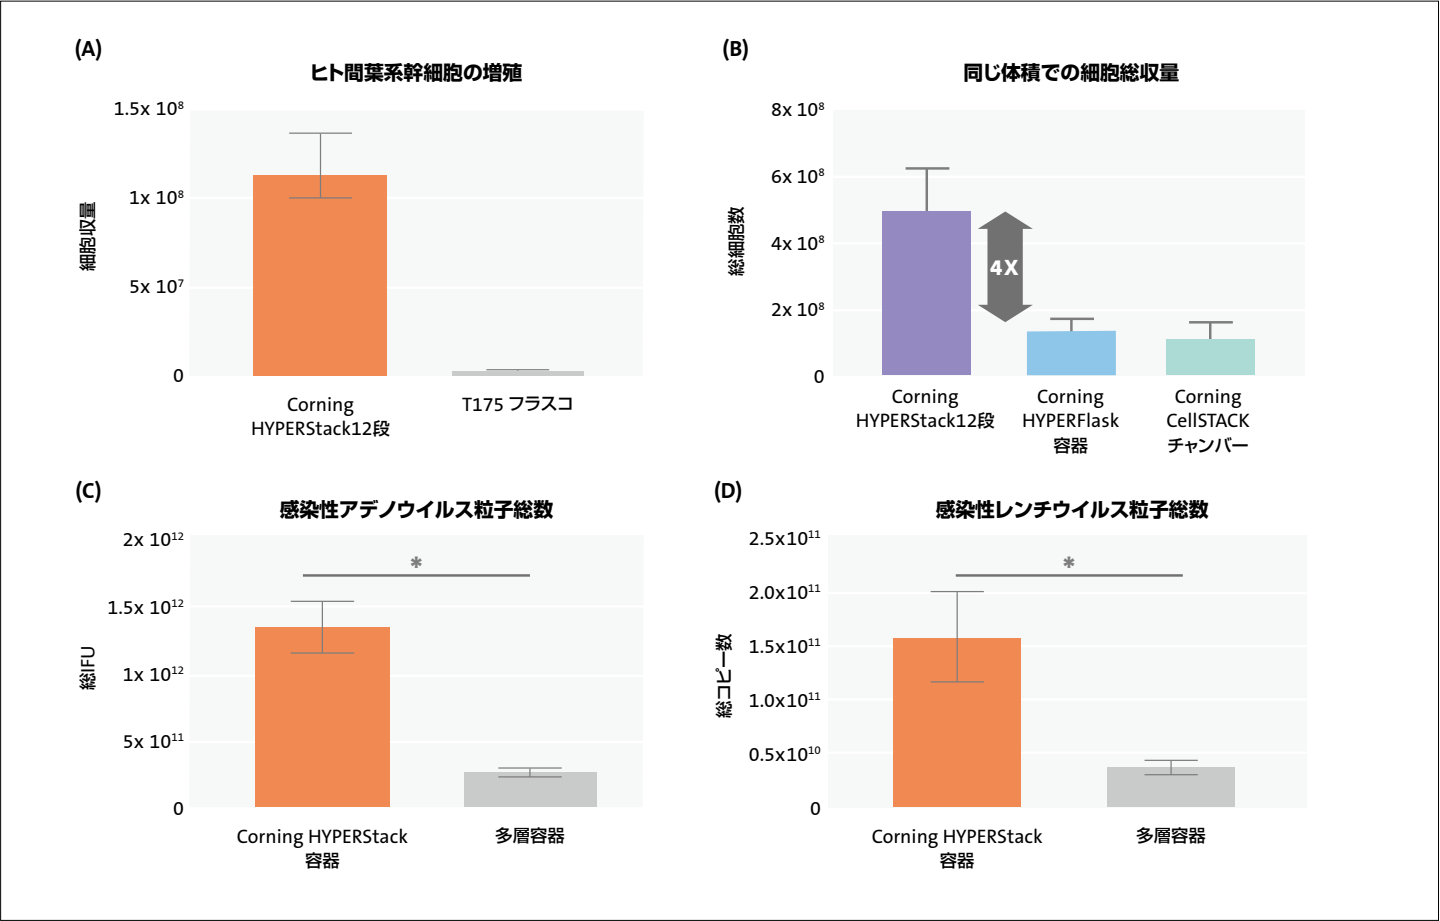 (A)
ヒト間葉系幹細胞の増殖
細胞収量
1.5x 10⁸
1x 10⁸
5x 10⁷
0
Corning
HYPERStack12段
T175 フラスコ
(B)
同じ体積での細胞総収量
総細胞数
8x 10⁸
6x 10⁸
4x 10⁸
2x 10⁸
0
4X
Corning
HYPERStack12段
Corning
HYPERFlask
容器
Corning
CellSTACK
チャンバー
(C)
感染性アデノウイルス粒子総数
総IFU
2x 10¹²
1.5x 10¹²
1x 10¹²
5x 10¹¹
0
*
Corning HYPERStack
容器
多層容器
(D)
感染性レンチウイルス粒子総数
総コピー数
2.5x10¹¹
2.0x10¹¹
1.5x10¹¹
1.0x10¹¹
0.5x10¹⁰
0
*
Corning HYPERStack
容器
多層容器